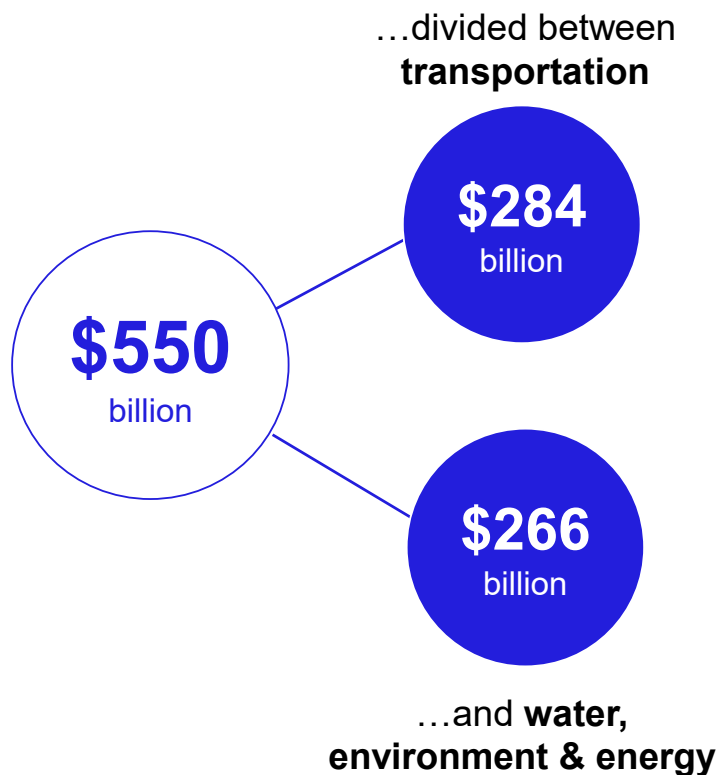 …divided between
transportation
$284
billion
$550
billion
$266
billion
…and water,
environment & energy